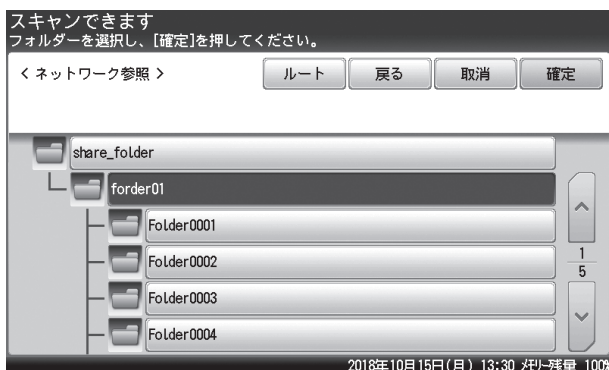 スキャンできます
フォルダーを選択し、[確定]を押してください。
＜ネットワーク参照＞ ルート 戻る 取消 確定
share_folder
forder01
Folder0001
Folder0002
1
5
Folder0003
Folder0004
2018年10月15日(月) 13:30 ﾒﾓﾘｰ残量 100%